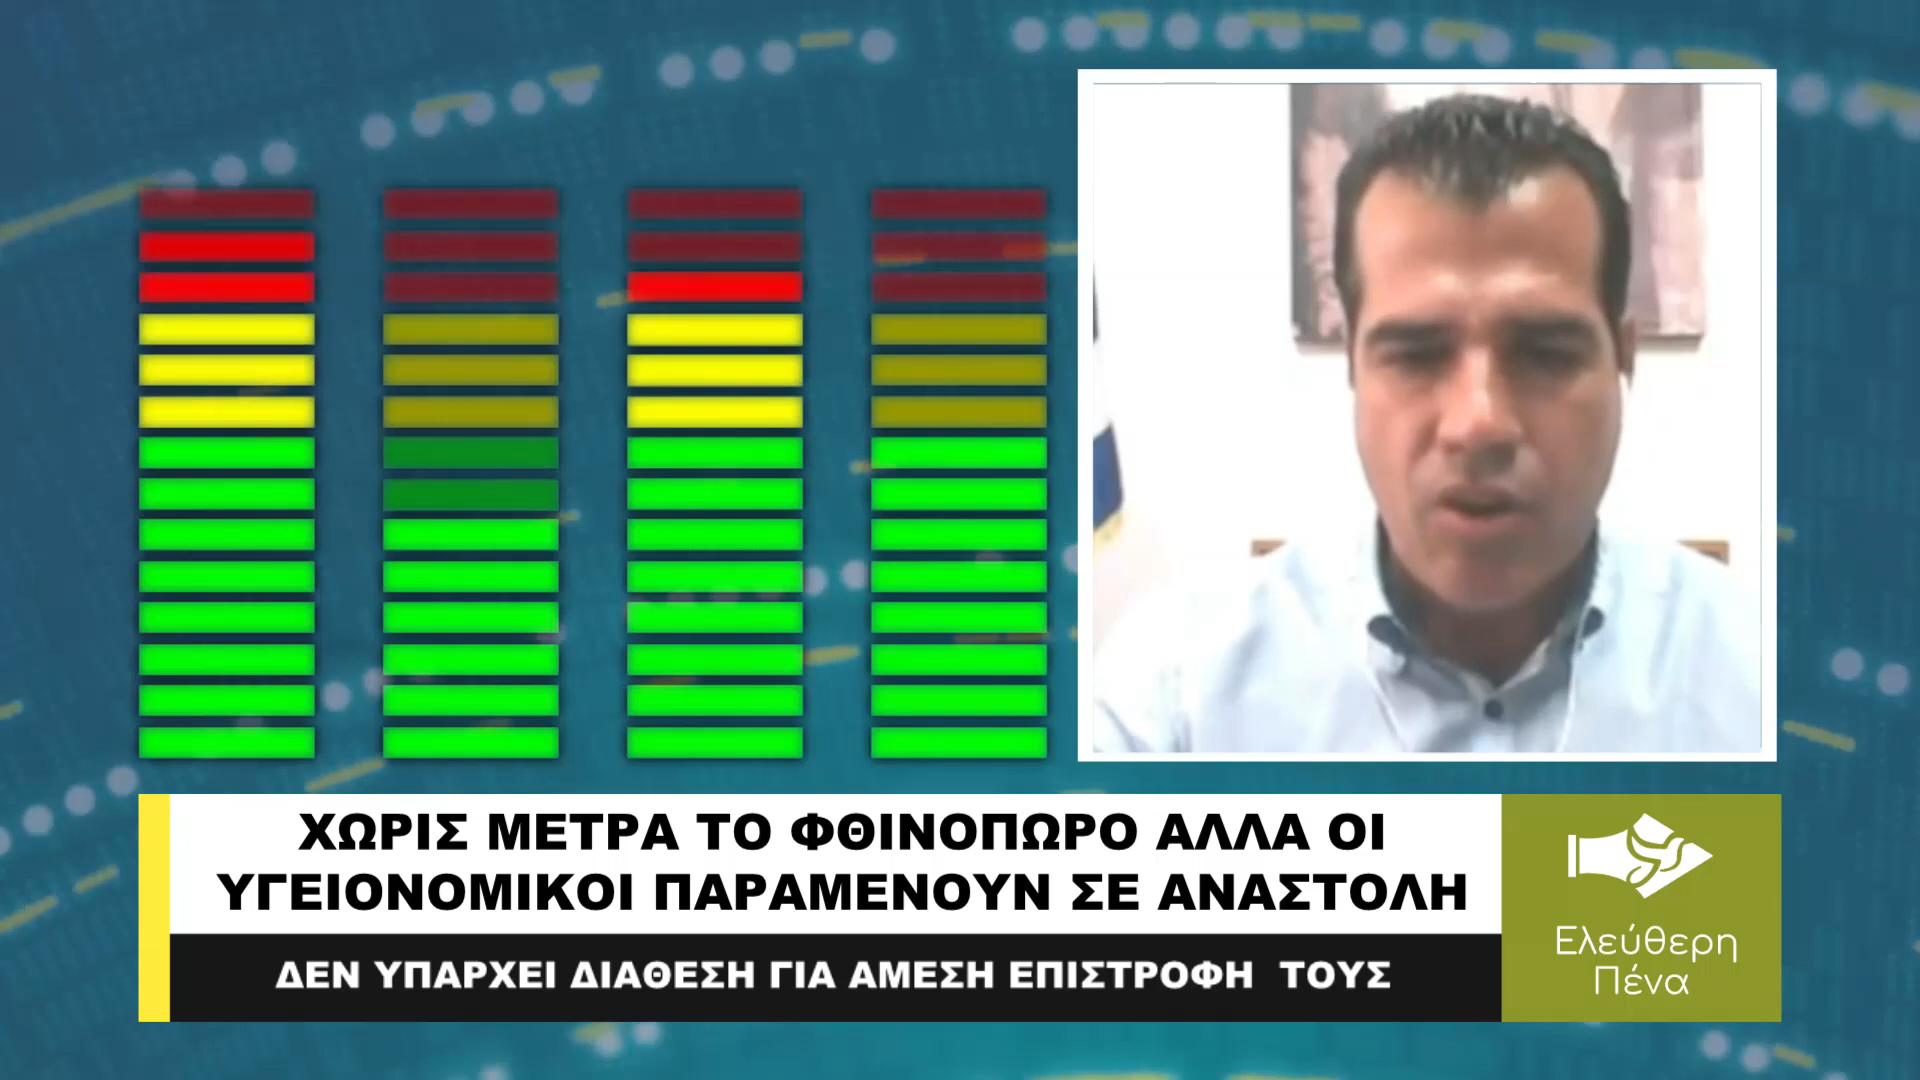 ΧΩΡΙΣ ΜΕΤΡΑ ΤΟ ΦΘΙΝΟΠΩΡΟ ΑΛΛΑ ΟΙ
ΥΓΕΙΟΝΟΜΙΚΟΙ ΠΑΡΑΜΕΝΟΥΝ ΣΕ ΑΝΑΣΤΟΛΗ
ΔΕΝ ΥΠΑΡΧΕΙ ΔΙΑΘΕΣΗ ΓΙΑ ΑΜΕΣΗ ΕΠΙΣΤΡΟΦΗ ΤΟΥΣ
Ελεύθερη
Πένα